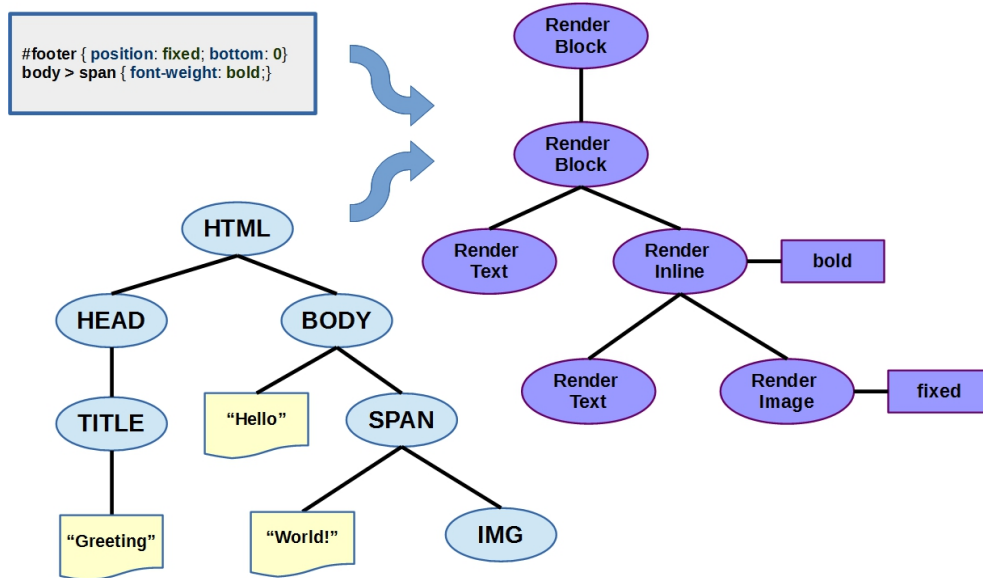 #footer { position: fixed; bottom: 0}
body > span { font-weight: bold;}
Render
Block
Render
Block
HTML
Render
Text
Render
Inline
bold
HEAD
BODY
Render
Text
Render
Image
fixed
TITLE
“Hello”
SPAN
“Greeting”
“World!”
IMG